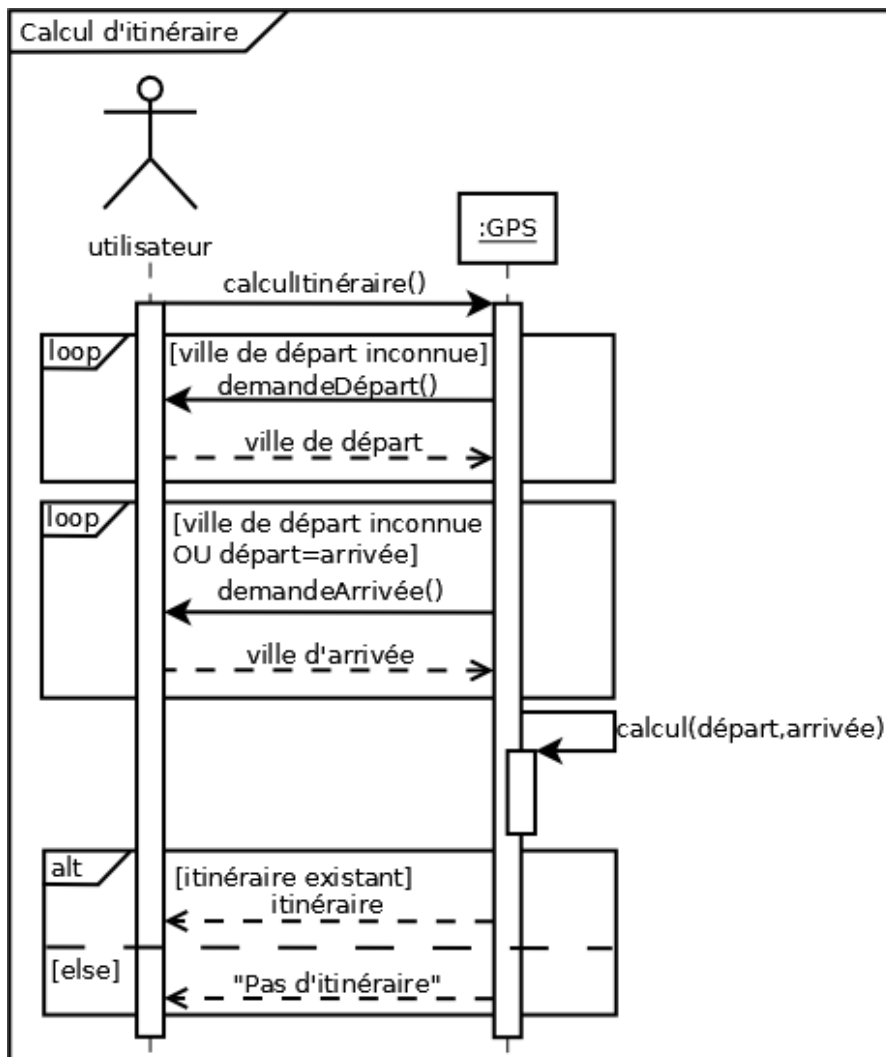 Calcul d'itinéraire
utilisateur
:GPS
calculItinéraire()
loop
[ville de départ inconnue]
demandeDépart()
ville de départ
loop
[ville de départ inconnue
OU départ=arrivée]
demandeArrivée()
ville d'arrivée
calcul(départ,arrivée)
alt
[itinéraire existant]
itinéraire
[else]
"Pas d'itinéraire"